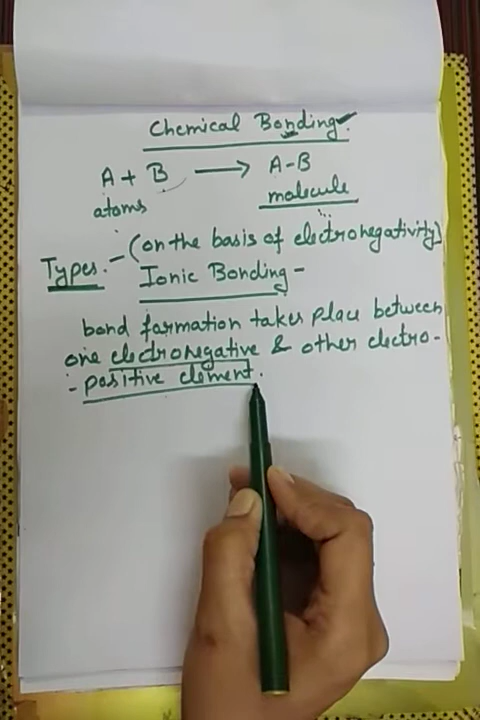 Chemical Bonding
A + B → A-B
atoms molecule
Types. - (on the basis of electronegativity)
Ionic Bonding -
bond formation takes place between
one electronegative & other electro-
- positive element.